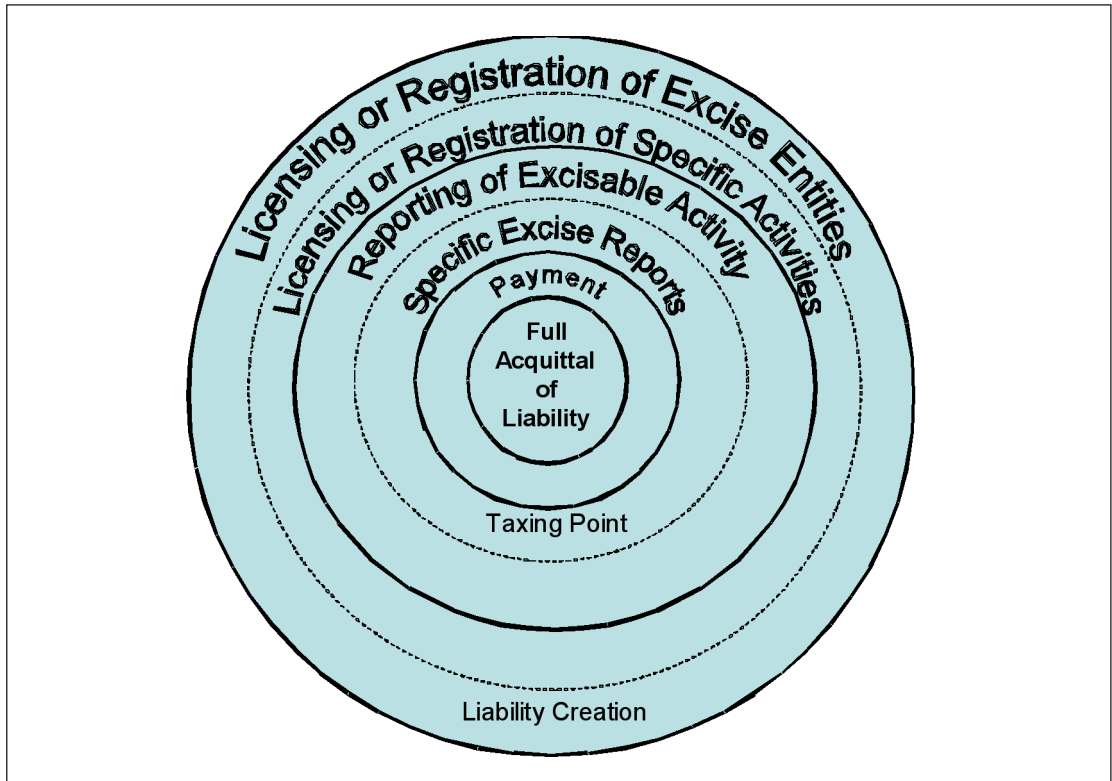 Licensing or Registration of Excise Entities
Licensing or Registration of Specific Activities
Reporting of Excisable Activity
Specific Excise Reports
Payment
Full
Acquittal
of
Liability
Taxing Point
Liability Creation